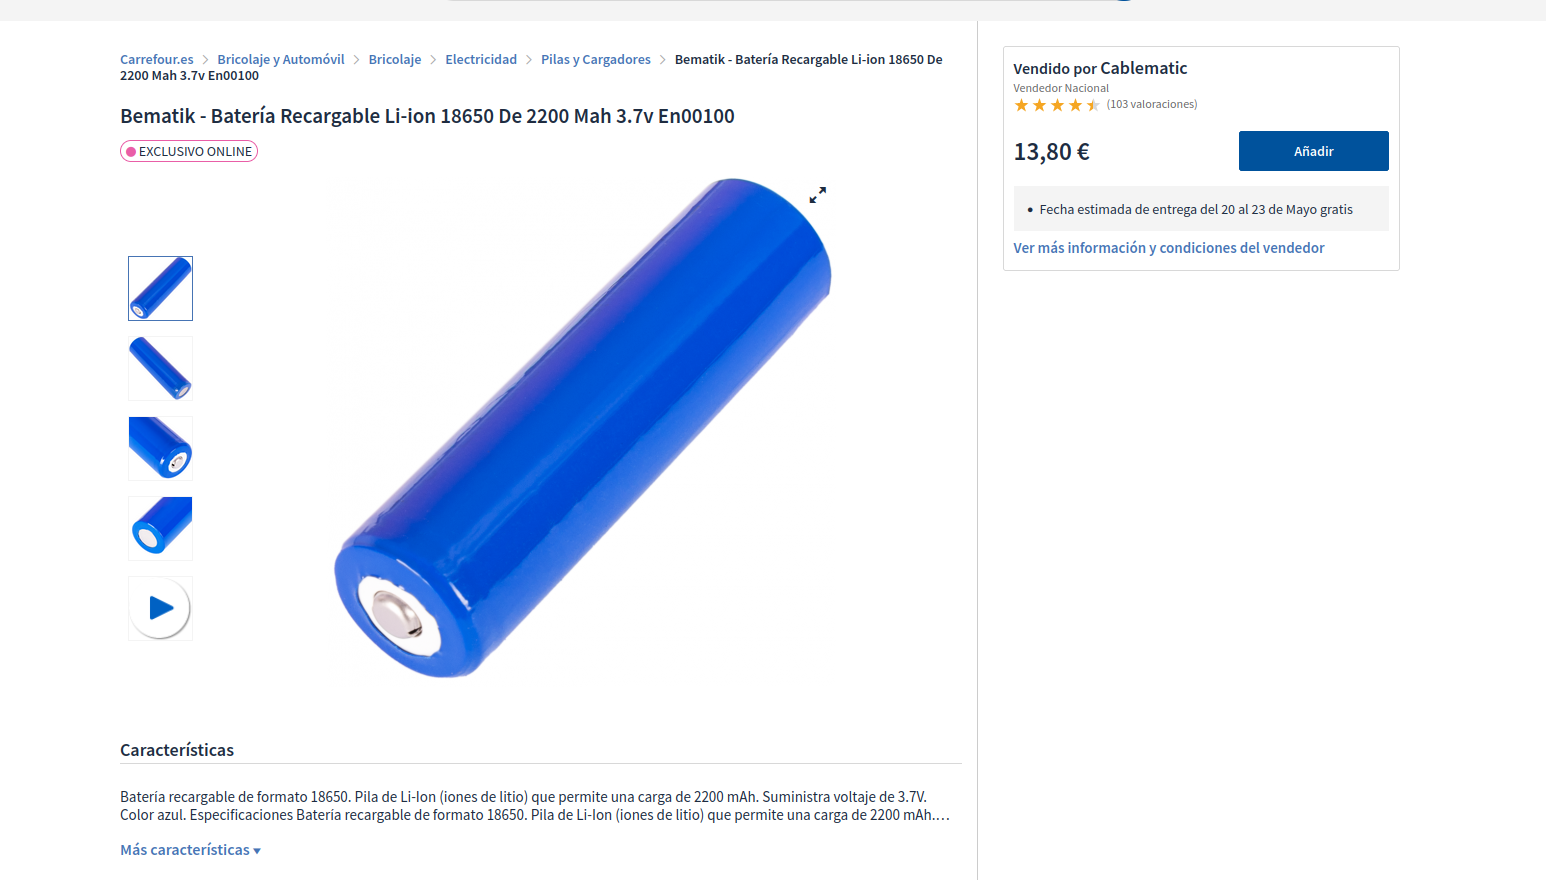 Carrefour.es > Bricolaje y Automóvil > Bricolaje > Electricidad > Pilas y Cargadores > Bematik - Batería Recargable Li-ion 18650 De
2200 Mah 3.7v En00100
Bematik - Batería Recargable Li-ion 18650 De 2200 Mah 3.7v En00100
EXCLUSIVO ONLINE
Características
Batería recargable de formato 18650. Pila de Li-Ion (iones de litio) que permite una carga de 2200 mAh. Suministra voltaje de 3.7V.
Color azul. Especificaciones Batería recargable de formato 18650. Pila de Li-Ion (iones de litio) que permite una carga de 2200 mAh.…
Más características
Vendido por Cablematic
Vendedor Nacional
(103 valoraciones)
13,80 €
Añadir
• Fecha estimada de entrega del 20 al 23 de Mayo gratis
Ver más información y condiciones del vendedor